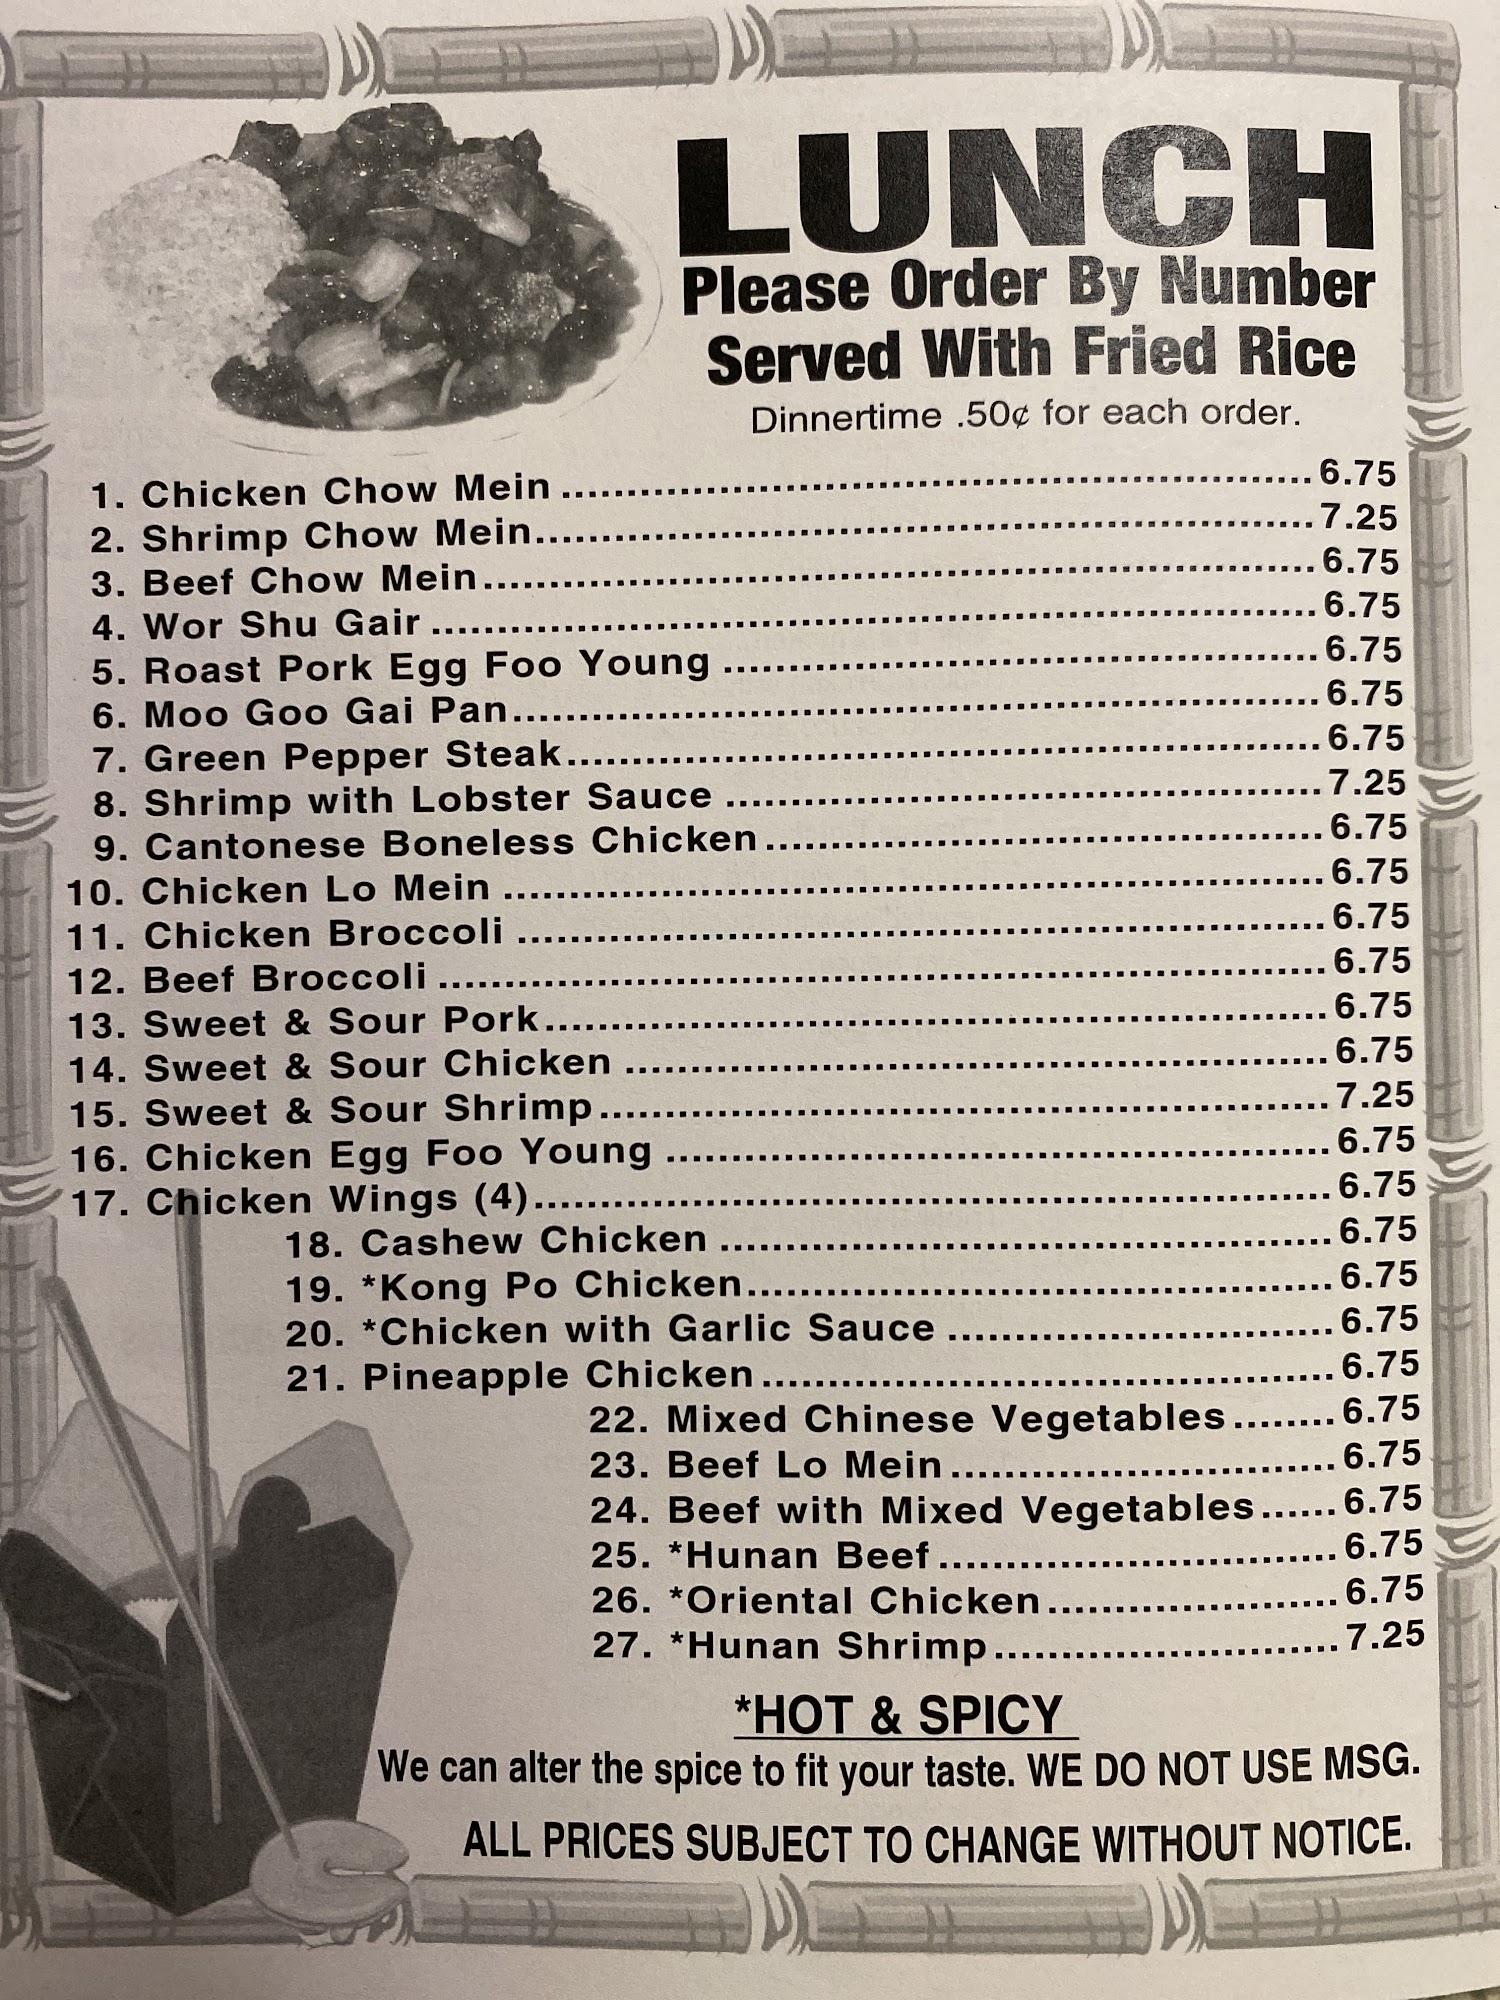 LUNCH
Please Order By Number
Served With Fried Rice
Dinnertime .50¢ for each order.
1. Chicken Chow Mein ........ 6.75
2. Shrimp Chow Mein ........ 7.25
3. Beef Chow Mein ........ 6.75
4. Wor Shu Gair ........ 6.75
5. Roast Pork Egg Foo Young ........ 6.75
6. Moo Goo Gai Pan ........ 6.75
7. Green Pepper Steak ........ 6.75
8. Shrimp with Lobster Sauce ........ 7.25
9. Cantonese Boneless Chicken ........ 6.75
10. Chicken Lo Mein ........ 6.75
11. Chicken Broccoli ........ 6.75
12. Beef Broccoli ........ 6.75
13. Sweet & Sour Pork ........ 6.75
14. Sweet & Sour Chicken ........ 6.75
15. Sweet & Sour Shrimp ........ 7.25
16. Chicken Egg Foo Young ........ 6.75
17. Chicken Wings (4) ........ 6.75
18. Cashew Chicken ........ 6.75
19. *Kong Po Chicken ........ 6.75
20. *Chicken with Garlic Sauce ........ 6.75
21. Pineapple Chicken ........ 6.75
22. Mixed Chinese Vegetables ........ 6.75
23. Beef Lo Mein ........ 6.75
24. Beef with Mixed Vegetables ...... 6.75
25. *Hunan Beef ........ 6.75
26. *Oriental Chicken ........ 6.75
27. *Hunan Shrimp ........ 7.25
*HOT & SPICY
We can alter the spice to fit your taste. WE DO NOT USE MSG.
ALL PRICES SUBJECT TO CHANGE WITHOUT NOTICE.